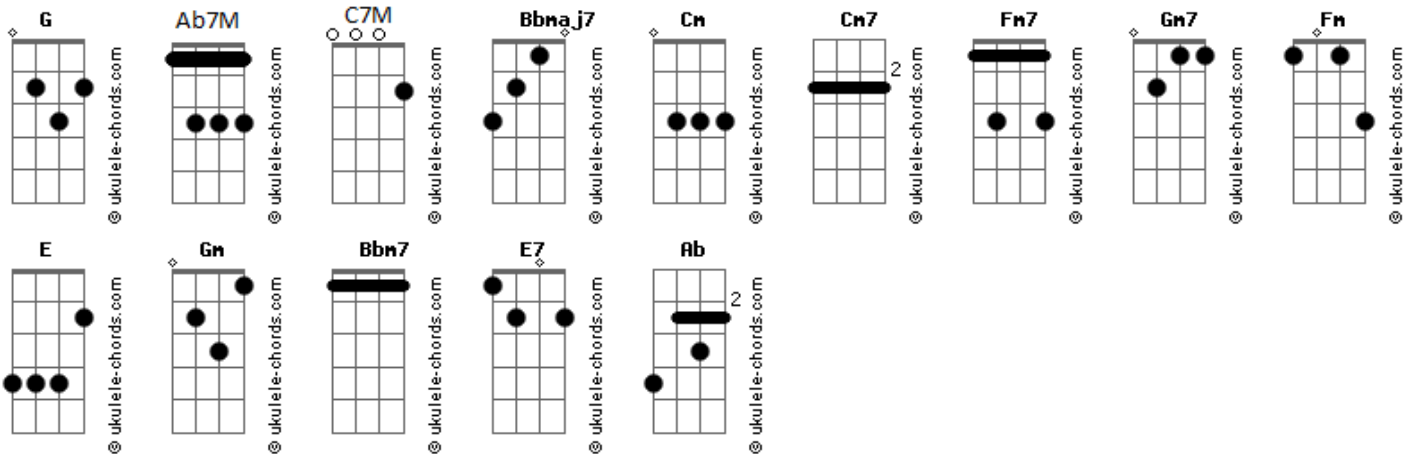 G Ab7M C7M Bbmaj7 Cm Cm7 Fm7 Gm7 Fm
2
© ukulele-chords.com © ukulele-chords.com © ukulele-chords.com © ukulele-chords.com © ukulele-chords.com © ukulele-chords.com © ukulele-chords.com © ukulele-chords.com © ukulele-chords.com
E Gm Bbm7 E7 Ab
2
© ukulele-chords.com © ukulele-chords.com © ukulele-chords.com © ukulele-chords.com © ukulele-chords.com